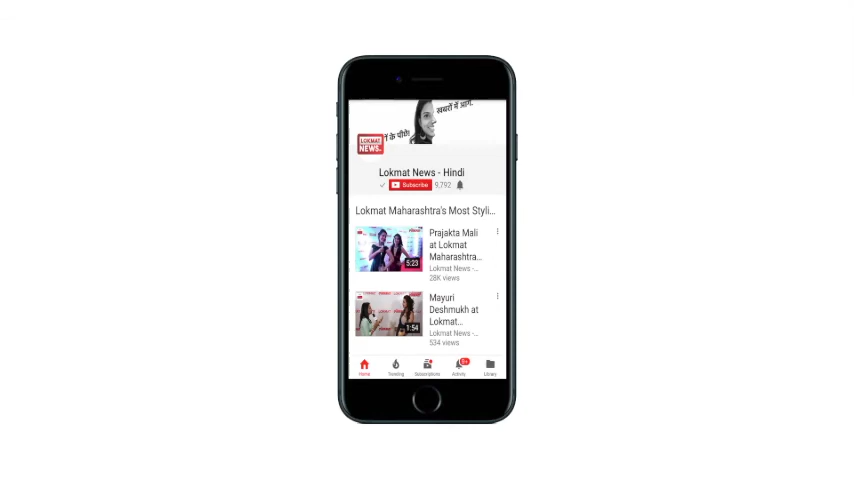 खबरों में आगे,
के पीछे!
LOKMAT
NEWS
Lokmat News - Hindi
Subscribe 9,792
Lokmat Maharashtra's Most Styli...
Prajakta Mali
at Lokmat
Maharashtra...
Lokmat News -...
28K views
5:23
Mayuri
Deshmukh at
Lokmat...
Lokmat News -...
534 views
1:54
Home Trending Subscriptions Activity Library
9+